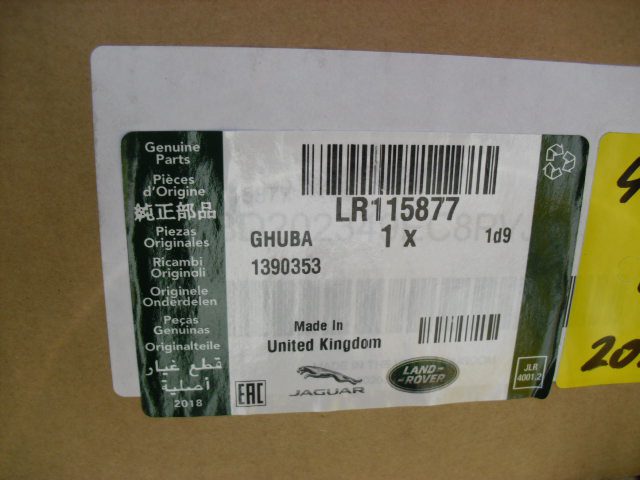 Genuine
Parts
Pièces
d'Origine
純正部品
Piezas
Originales
Ricambi
Originali
Originele
Onderdelen
Peças
Genuinas
Originalteile
قطع غيار
أصلية
2018
LR115877
GHUBA
1 x
1d9
1390353
Made In
United Kingdom
EAC
JAGUAR
LAND-
-ROVER
JLR
4001.2